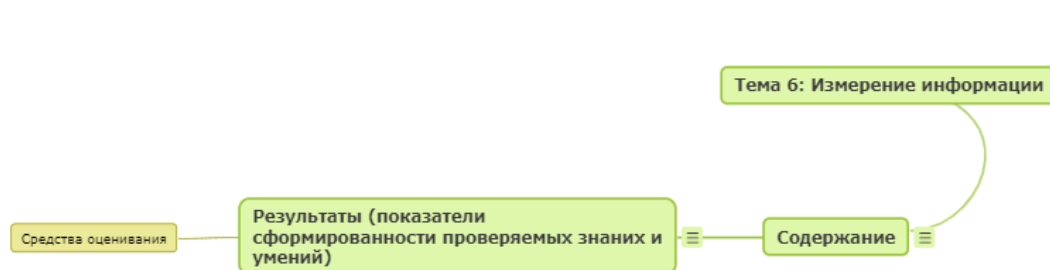 Тема 6: Измерение информации
Средства оценивания
Результаты (показатели
сформированности проверяемых знаних и
умений)
Содержание